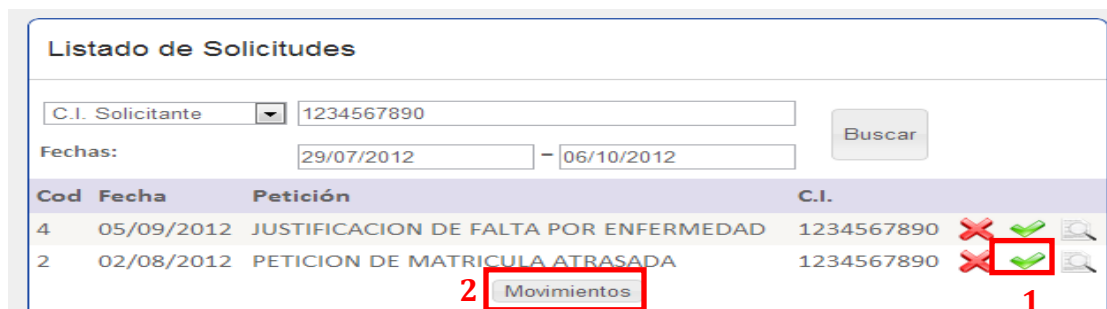 Listado de Solicitudes
C.I. Solicitante 1234567890
Buscar
Fechas: 29/07/2012 - 06/10/2012
Cod Fecha Petición C.I.
4 05/09/2012 JUSTIFICACION DE FALTA POR ENFERMEDAD 1234567890
2 02/08/2012 PETICION DE MATRICULA ATRASADA 1234567890
2 Movimientos 1